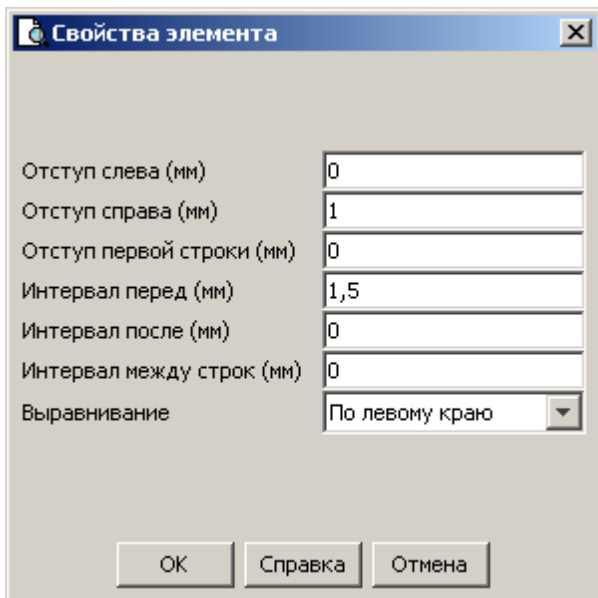 Свойства элемента
Отступ слева (мм) 0
Отступ справа (мм) 1
Отступ первой строки (мм) 0
Интервал перед (мм) 1,5
Интервал после (мм) 0
Интервал между строк (мм) 0
Выравнивание По левому краю
ОК Справка Отмена